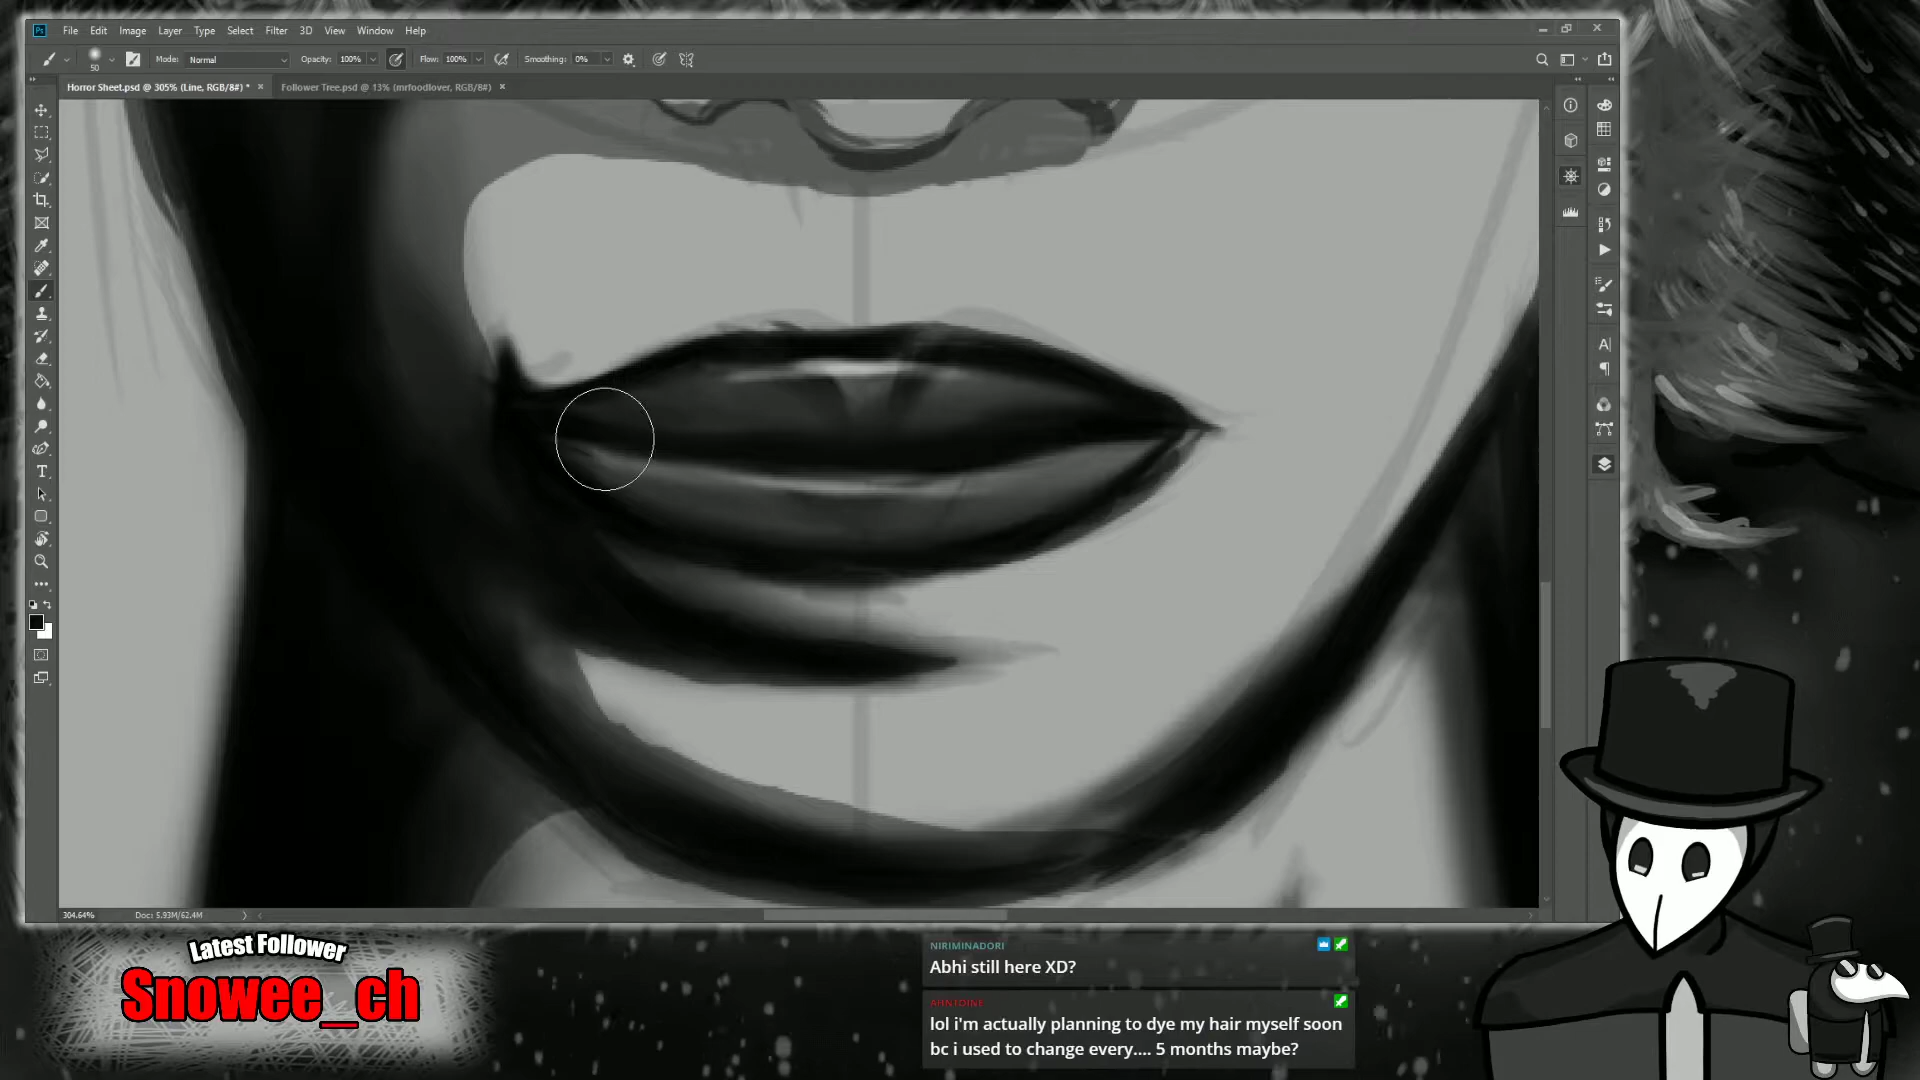 Ps File Edit Image Layer Type Select Filter 3D View Window Help
50 Mode: Normal Opacity: 100% Flow: 100% Smoothing: 0%
Horror Sheet.psd @ 305% (Line, RGB/8#) * × Follower Tree.psd @ 13% (mrfoodlover, RGB/8#) ×
304.64% Doc: 5.93M/62.4M
Latest Follower
Snowee_ch
NIRIMINADORI
Abhi still here XD?
AHNTOINE
lol i'm actually planning to dye my hair myself soon
bc i used to change every.... 5 months maybe?